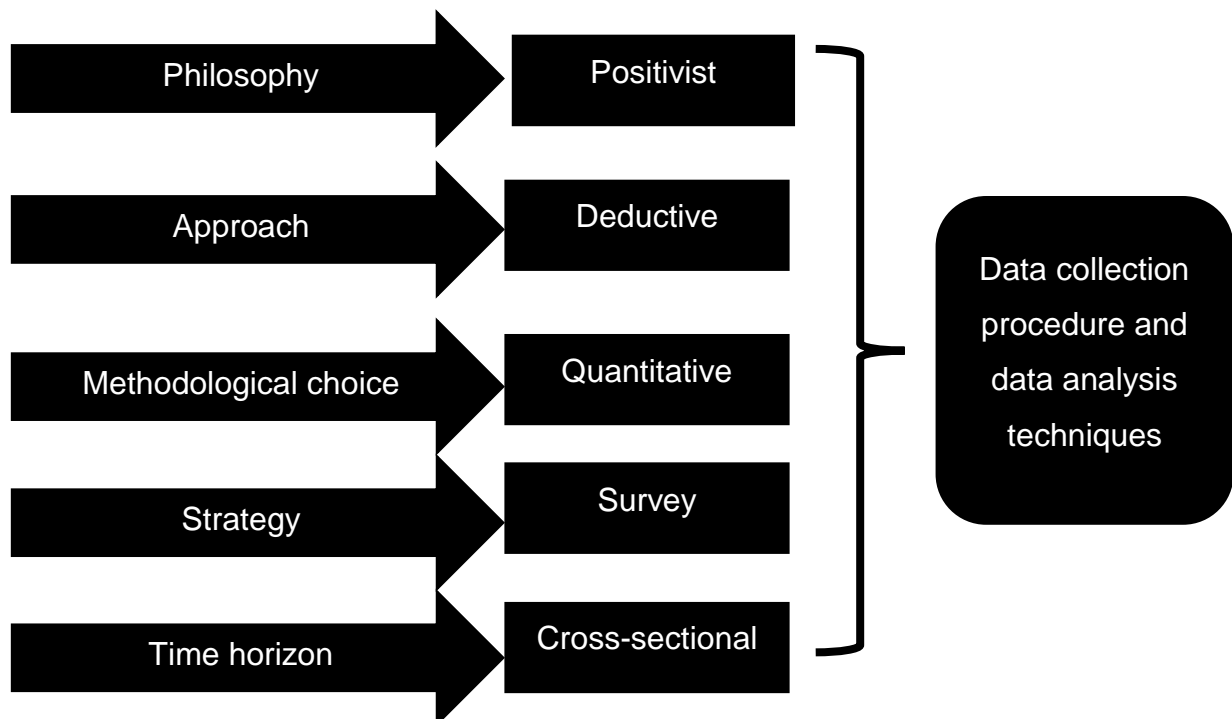 Philosophy
Positivist
Approach
Deductive
Methodological choice
Quantitative
Strategy
Survey
Time horizon
Cross-sectional
Data collection
procedure and
data analysis
techniques